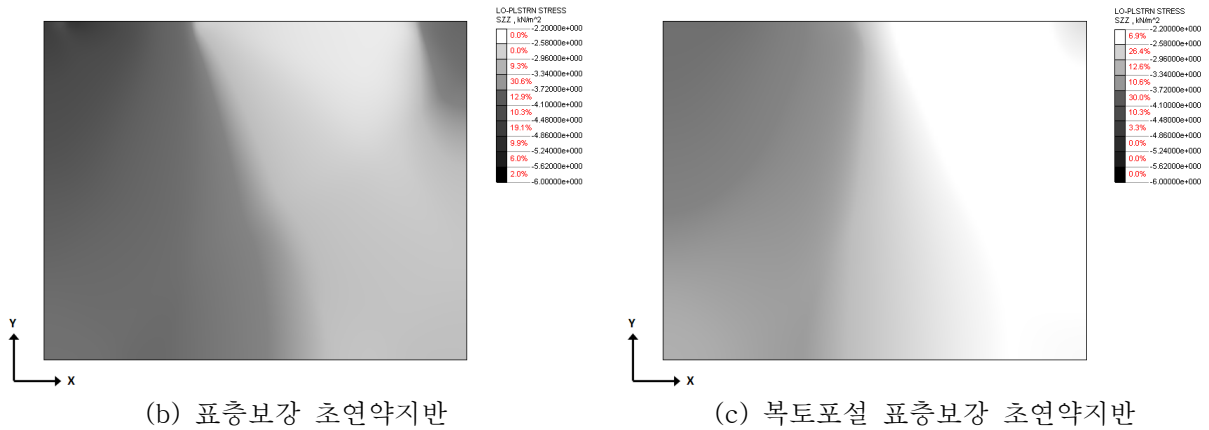 LO-PLSTRN STRESS
SZZ , kN/m^2
-2.20000e+000
0.0%
-2.58000e+000
0.0%
-2.96000e+000
9.3%
-3.34000e+000
30.6%
-3.72000e+000
12.9%
-4.10000e+000
10.3%
-4.48000e+000
19.1%
-4.86000e+000
9.9%
-5.24000e+000
6.0%
-5.62000e+000
2.0%
-6.00000e+000
Y
X
(b) 표층보강 초연약지반
LO-PLSTRN STRESS
SZZ , kN/m^2
-2.20000e+000
6.9%
-2.58000e+000
26.4%
-2.96000e+000
12.6%
-3.34000e+000
10.6%
-3.72000e+000
30.0%
-4.10000e+000
10.3%
-4.48000e+000
3.3%
-4.86000e+000
0.0%
-5.24000e+000
0.0%
-5.62000e+000
0.0%
-6.00000e+000
Y
X
(c) 복토포설 표층보강 초연약지반